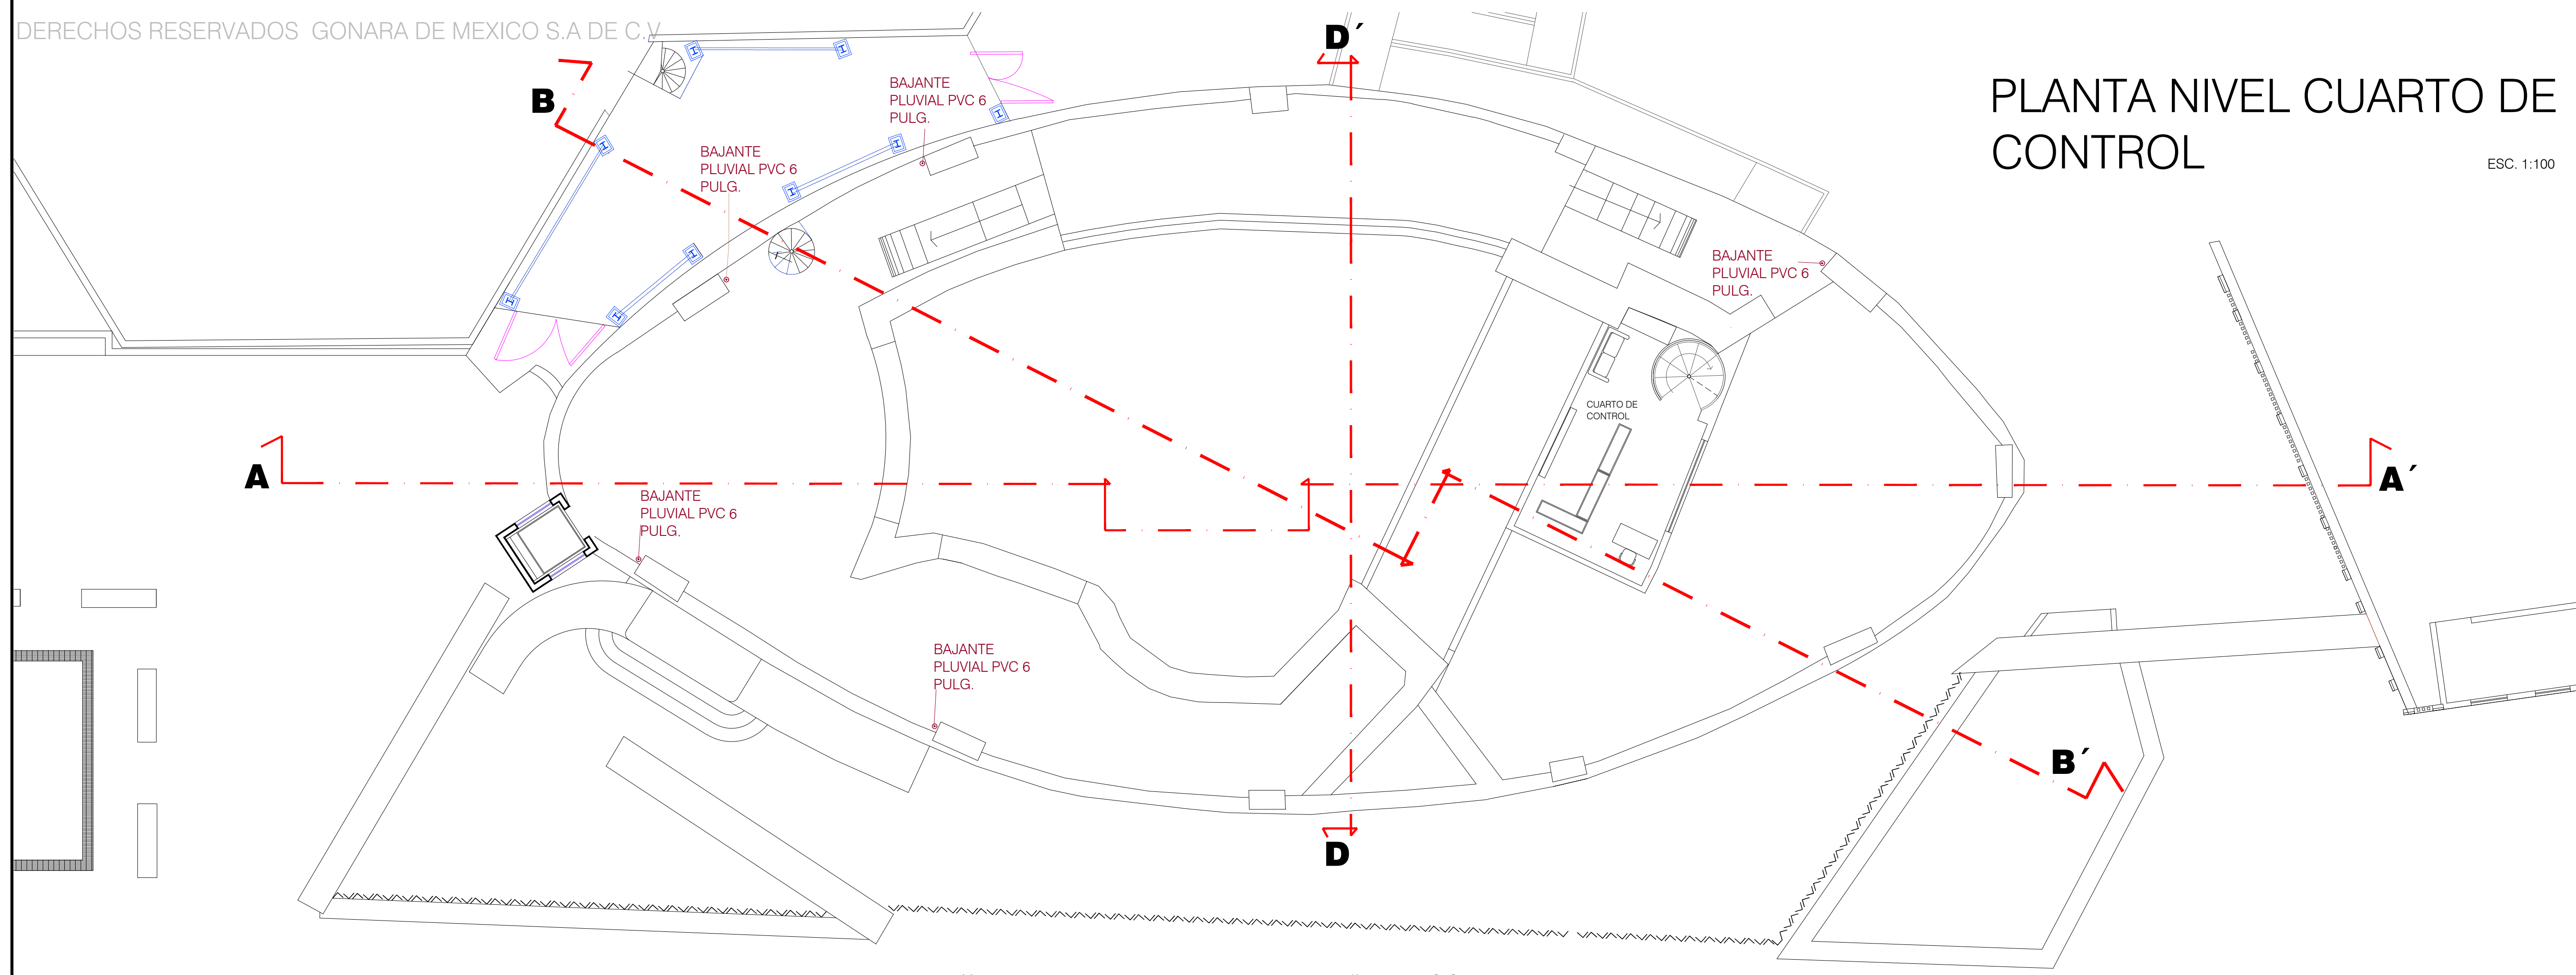 DERECHOS RESERVADOS  GONARA DE MEXICO S.A DE C.V
PLANTA NIVEL CUARTO DE
CONTROL
ESC. 1:100
D´
B
BAJANTE
PLUVIAL PVC 6
PULG.
BAJANTE
PLUVIAL PVC 6
PULG.
BAJANTE
PLUVIAL PVC 6
PULG.
CUARTO DE
CONTROL
A
A´
BAJANTE
PLUVIAL PVC 6
PULG.
BAJANTE
PLUVIAL PVC 6
PULG.
B´
D